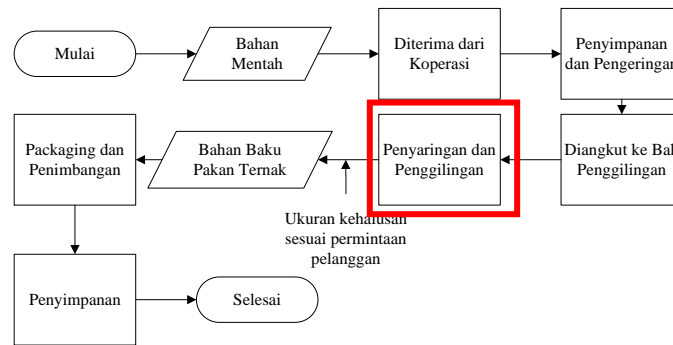 Mulai
Bahan
Mentah
Diterima dari
Koperasi
Penyimpanan
dan Pengeringan
Diangkut ke Bak
Penggilingan
Penyaringan dan
Penggilingan
Ukuran kehalusan
sesuai permintaan
pelanggan
Bahan Baku
Pakan Ternak
Packaging dan
Penimbangan
Penyimpanan
Selesai